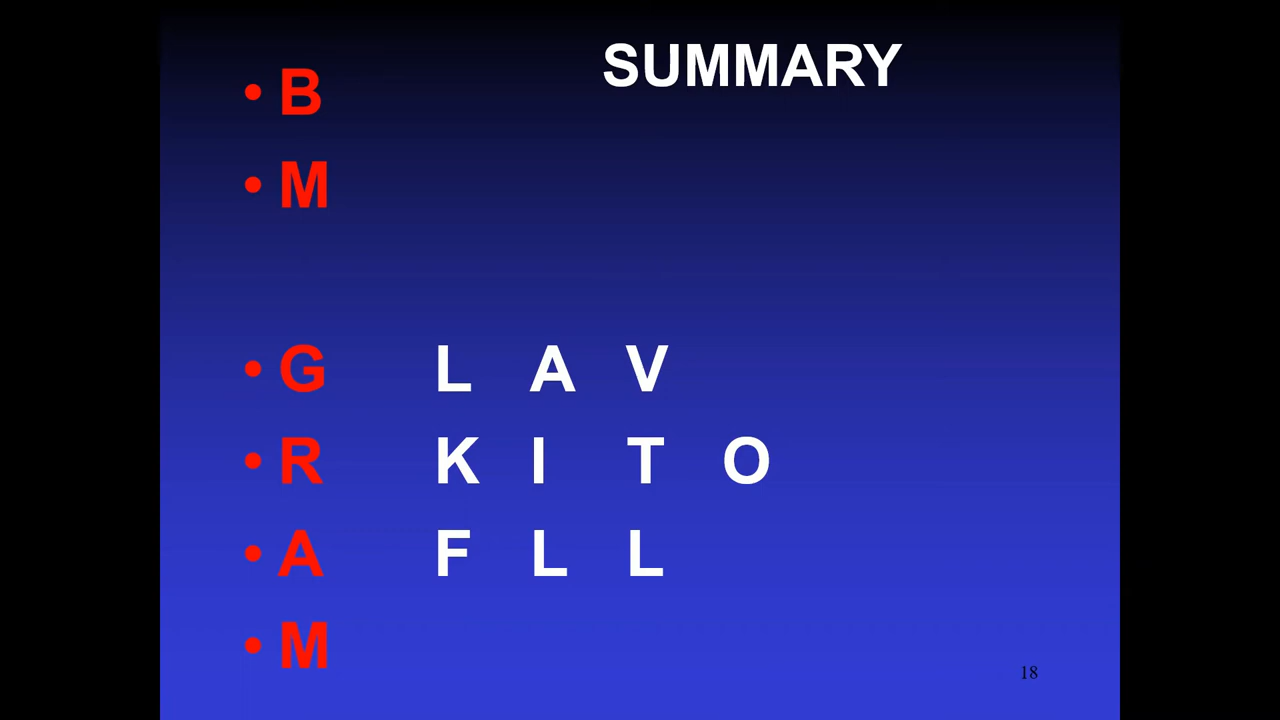 SUMMARY
• B
• M
• G L A V
• R K I T O
• A F L L
• M
18